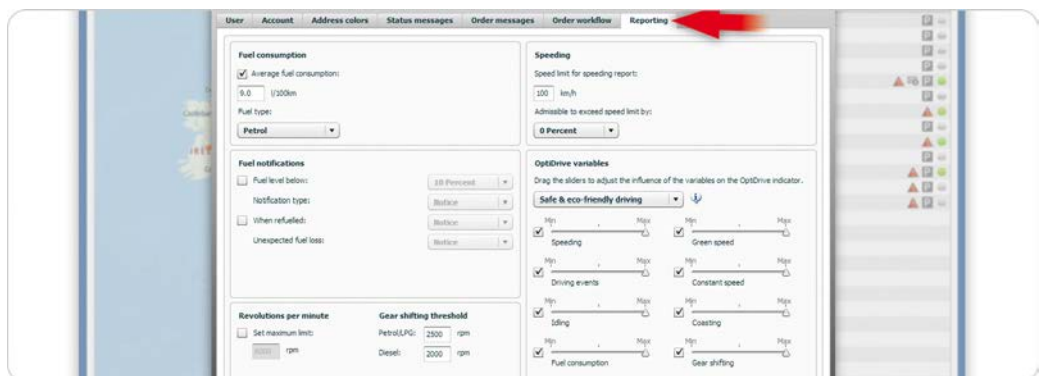 User Account Address colors Status messages Order messages Order workflow Reporting
Fuel consumption
Average fuel consumption:
9.0 l/100km
Fuel type:
Petrol
Speeding
Speed limit for speeding report:
100 km/h
Admissible to exceed speed limit by:
0 Percent
Fuel notifications
Fuel level below: 10 Percent
Notification type: Notice
When refuelled: Notice
Unexpected fuel loss: Notice
OptiDrive variables
Drag the sliders to adjust the influence of the variables on the OptiDrive indicator.
Safe & eco-friendly driving
Min Max Min Max
Speeding Green speed
Min Max Min Max
Driving events Constant speed
Min Max Min Max
Idling Coasting
Min Max Min Max
Fuel consumption Gear shifting
Revolutions per minute
Set maximum limit:
rpm
Gear shifting threshold
Petrol/LPG: 2500 rpm
Diesel: 2000 rpm